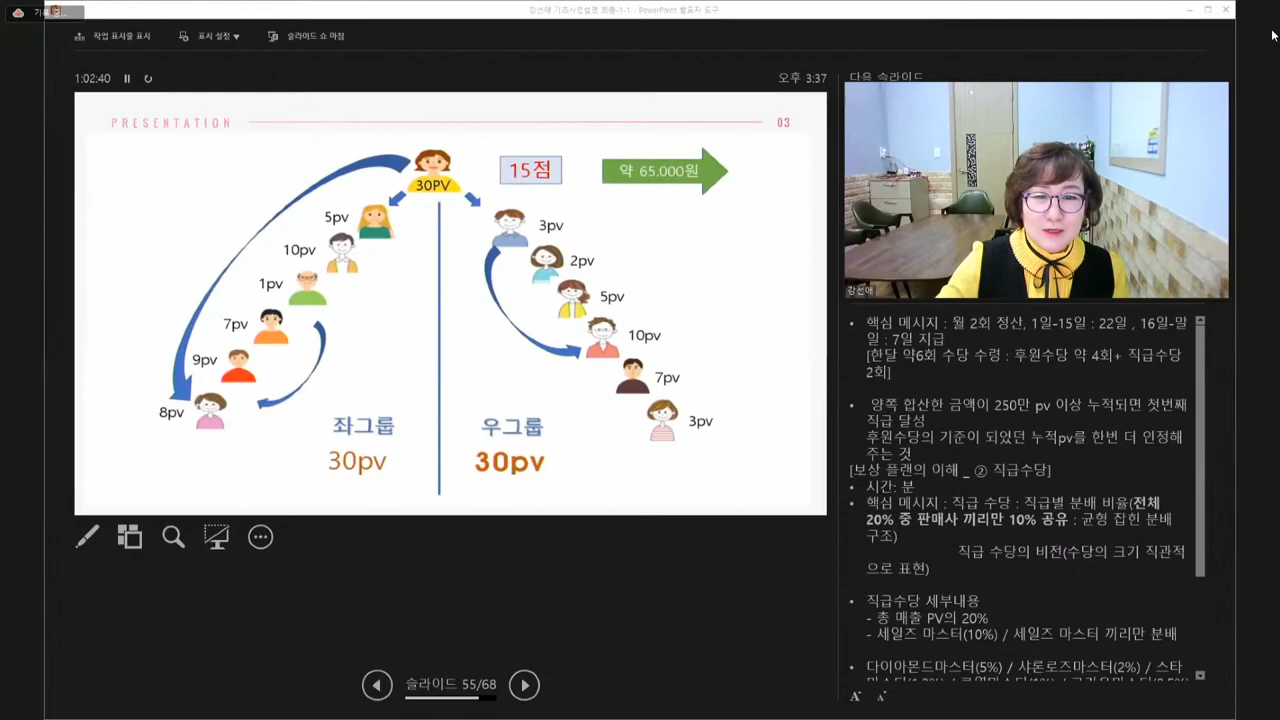 강선애 기초사업설명 최종-1-1. - PowerPoint 발표자 도구
작업 표시줄 표시
표시 설정 ▼
슬라이드 쇼 마침
1:02:40
오후 3:37
다음 슬라이드
PRESENTATION
03
30PV
15점
약 65.000원
5pv
10pv
1pv
7pv
9pv
8pv
3pv
2pv
5pv
10pv
7pv
3pv
좌그룹
30pv
우그룹
30pv
강선애
• 핵심 메시지 : 월 2회 정산, 1일-15일 : 22일 , 16일-말
일 : 7일 지급
[한달 약6회 수당 수령 : 후원수당 약 4회+ 직급수당
2회]
• 양쪽 합산한 금액이 250만 pv 이상 누적되면 첫번째
직급 달성
후원수당의 기준이 되었던 누적pv를 한번 더 인정해
주는 것
[보상 플랜의 이해 _ ② 직급수당]
• 시간: 분
• 핵심 메시지 : 직급 수당 : 직급별 분배 비율(전체
20% 중 판매사 끼리만 10% 공유 : 균형 잡힌 분배
구조)
직급 수당의 비전(수당의 크기 직관적
으로 표현)
• 직급수당 세부내용
- 총 매출 PV의 20%
- 세일즈 마스터(10%) / 세일즈 마스터 끼리만 분배
• 다이아몬드마스터(5%) / 샤론로즈마스터(2%) / 스타
슬라이드 55/68